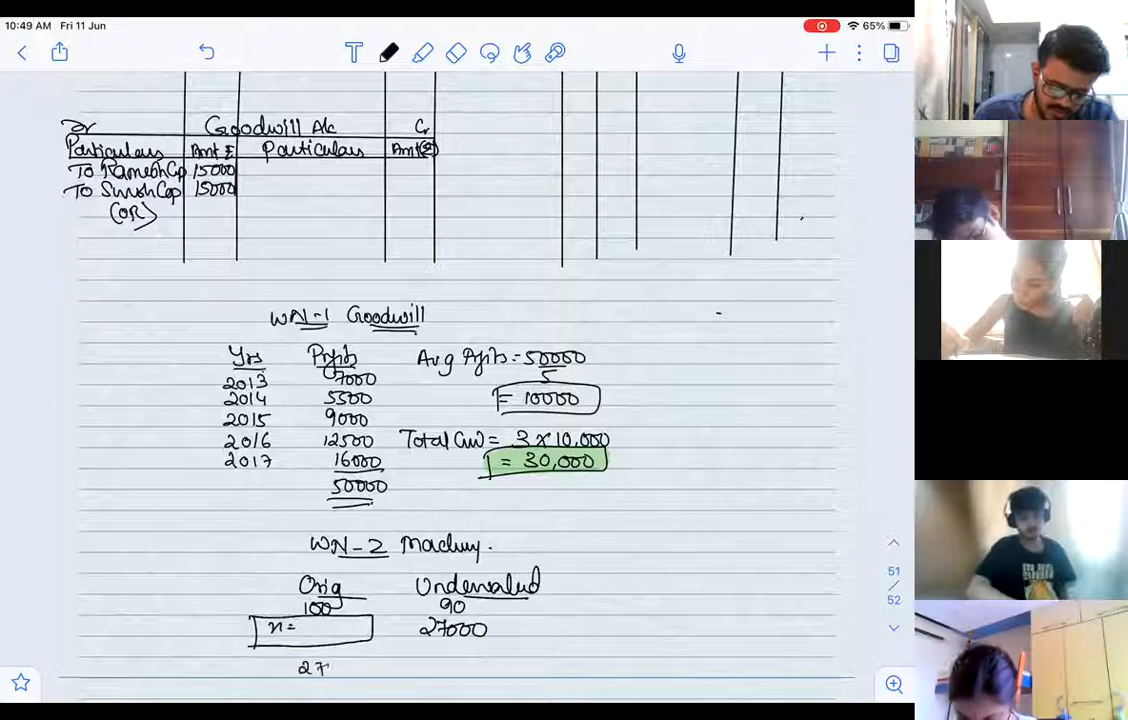 10:49 AM Fri 11 Jun
65%
T
Dr Goodwill A/c Cr
Particulars Amt ₹ Particulars Amt(₹)
To Ramesh Cap 15000
To Suresh Cap 15000
(OR)
WN-1 Goodwill
Yrs Profits Avg Profits = 50000
5
2013 7000
2014 5500 = 10000
2015 9000
2016 12500 Total GW = 3 × 10,000
2017 16000 = 30,000
50000
WN-2 Machinery.
Orig Undervalued
100 90
x = 27000
27
51
/
52